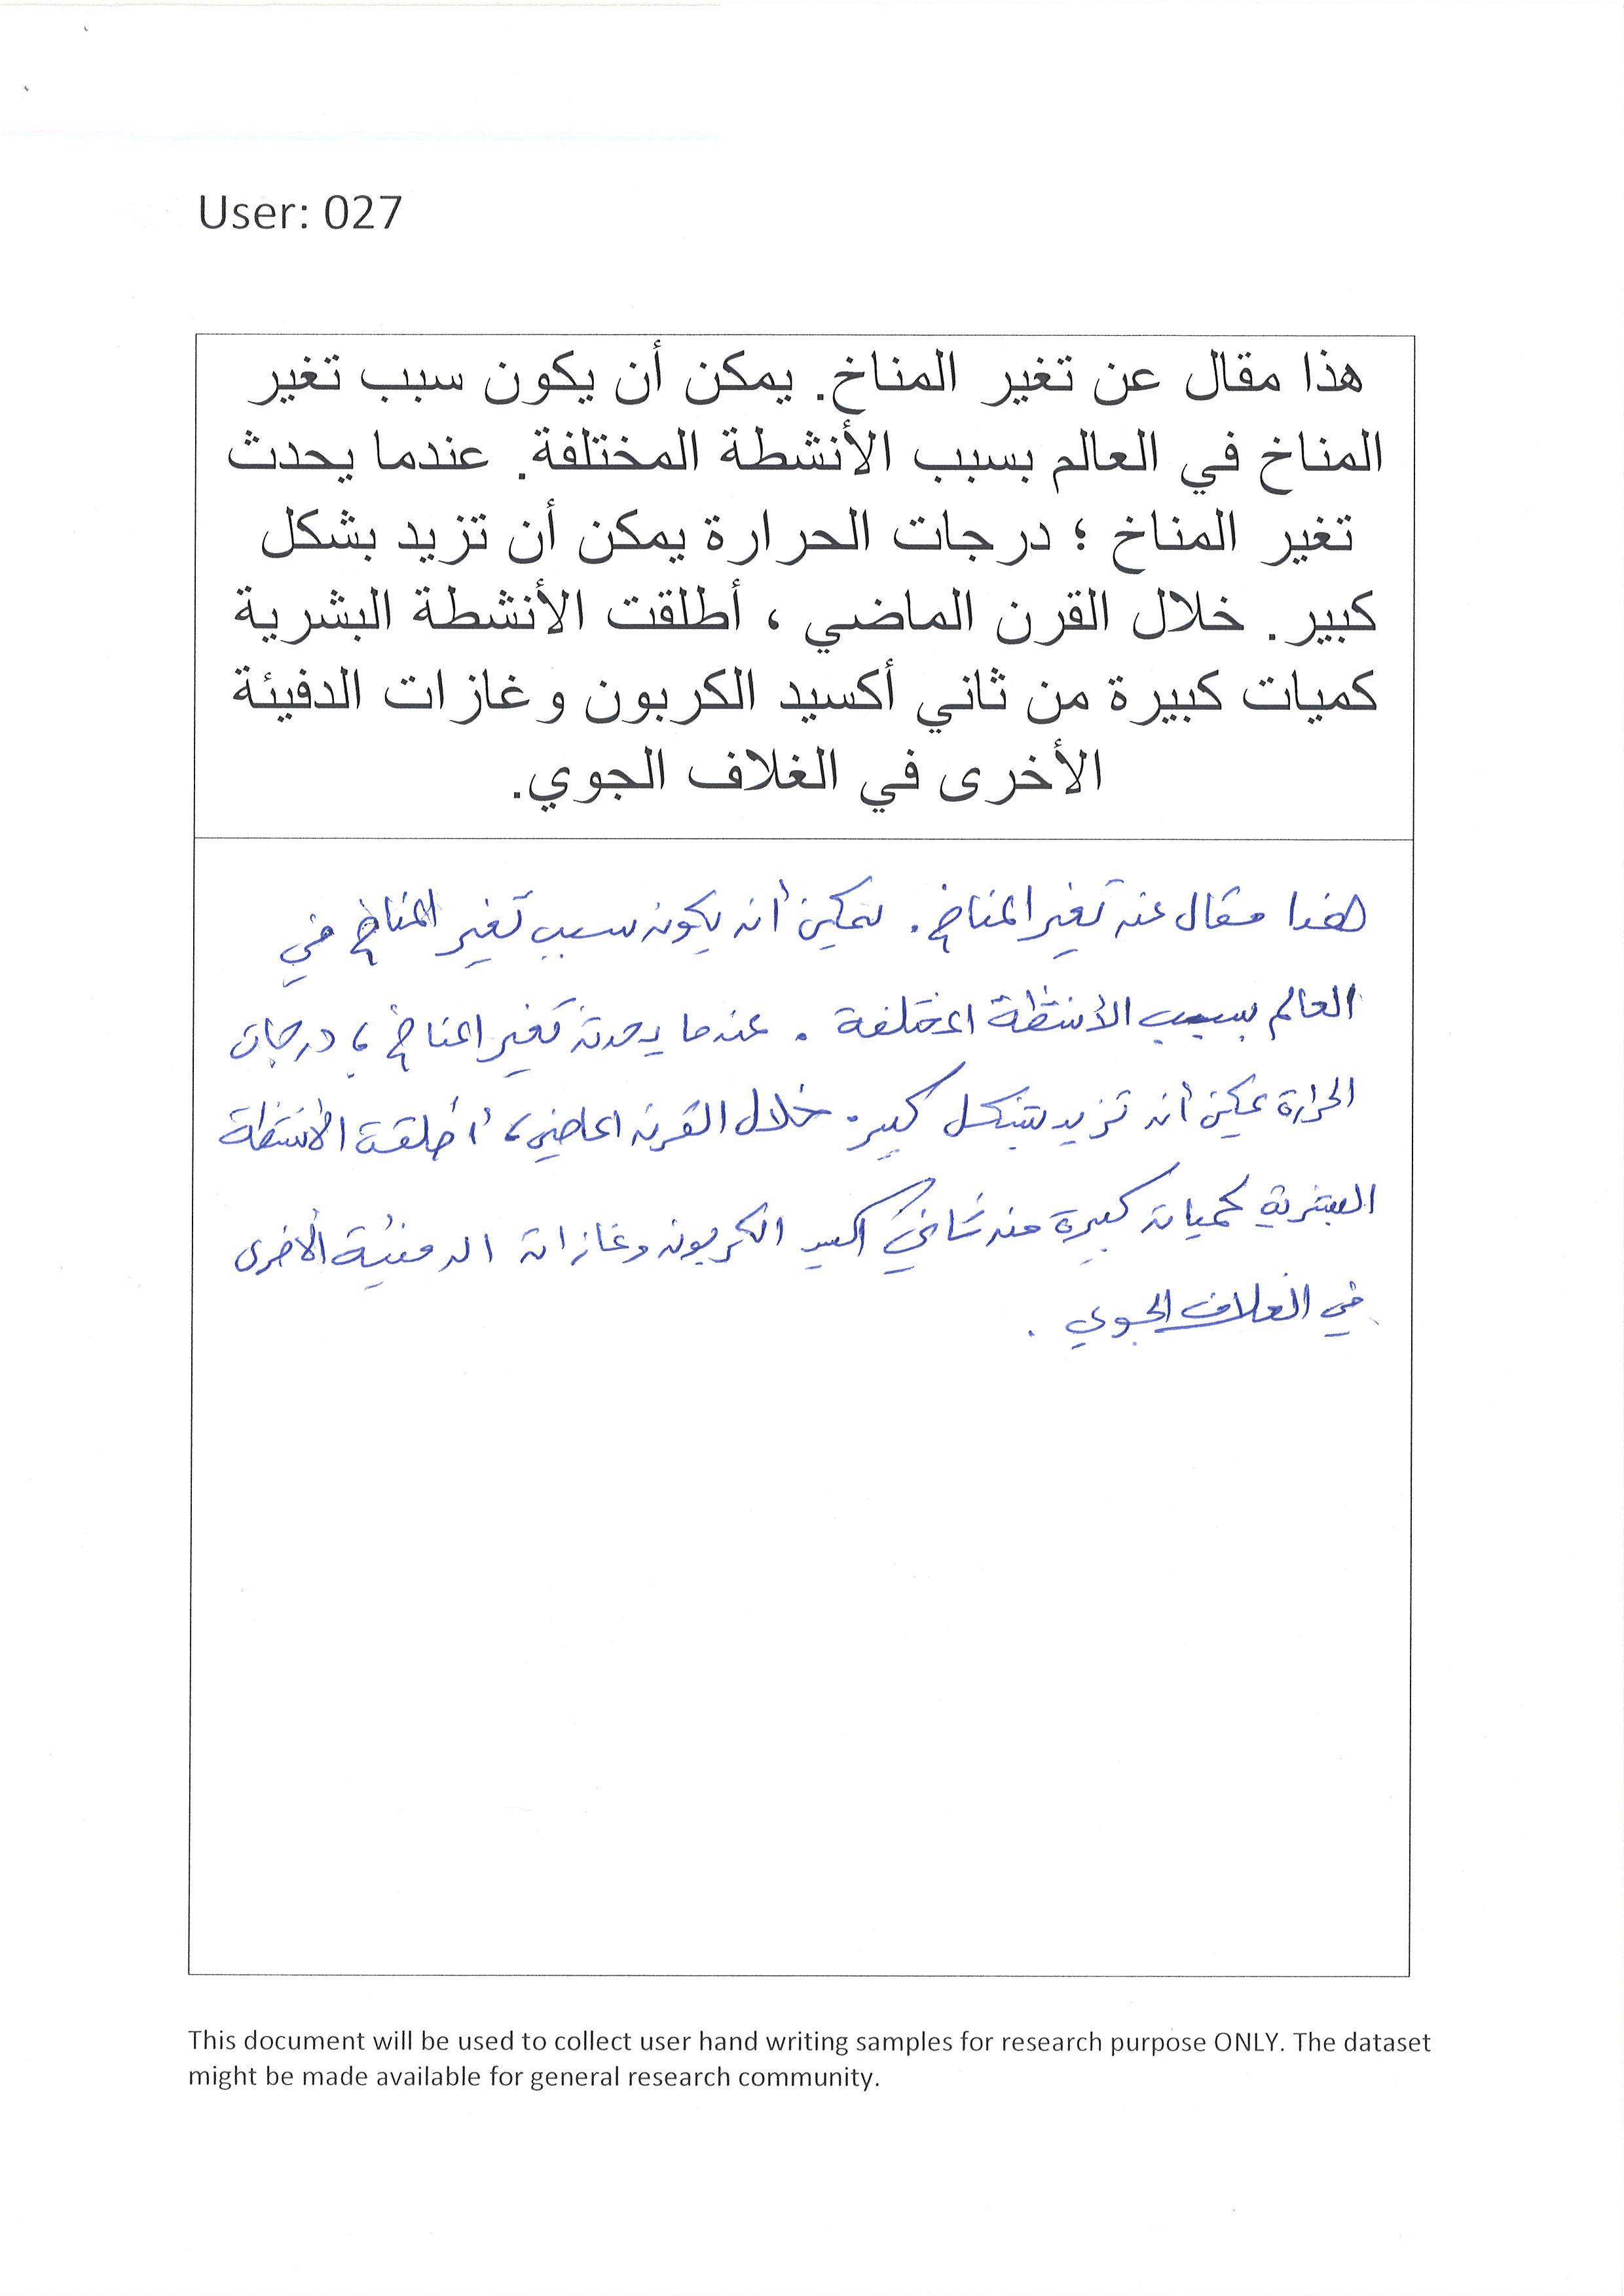 User: 027
هذا مقال عن تغير المناخ. يمكن أن يكون سبب تغير
المناخ في العالم بسبب الأنشطة المختلفة. عندما يحدث
تغير المناخ ؛ درجات الحرارة يمكن أن تزيد بشكل
كبير. خلال القرن الماضي ، أطلقت الأنشطة البشرية
كميات كبيرة من ثاني أكسيد الكربون وغازات الدفيئة
الأخرى في الغلاف الجوي.
هذا مقال عن تغير المناخ. يمكن أن يكون سبب تغير المناخ في
العالم بسبب الأنشطة المختلفة . عندما يحدث تغير المناخ ؛ درجات
الحرارة يمكن أن تزيد بشكل كبير. خلال القرن الماضي، أطلقت الأنشطة
البشرية كميات كبيرة من ثاني أكسيد الكربون وغازات الدفيئة الأخرى
في الغلاف الجوي .
This document will be used to collect user hand writing samples for research purpose ONLY. The dataset
might be made available for general research community.